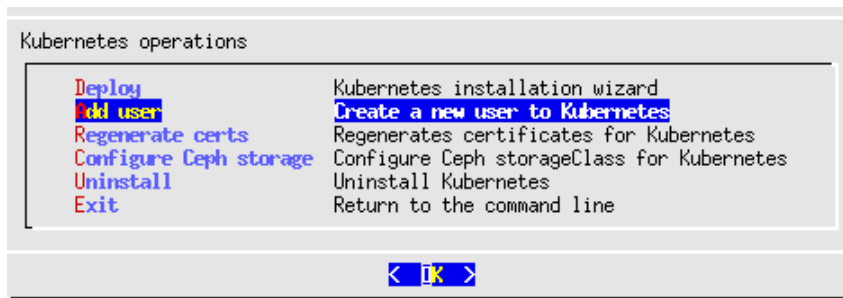 Kubernetes operations
Deploy Kubernetes installation wizard
Add user Create a new user to Kubernetes
Regenerate certs Regenerates certificates for Kubernetes
Configure Ceph storage Configure Ceph storageClass for Kubernetes
Uninstall Uninstall Kubernetes
Exit Return to the command line
< OK >